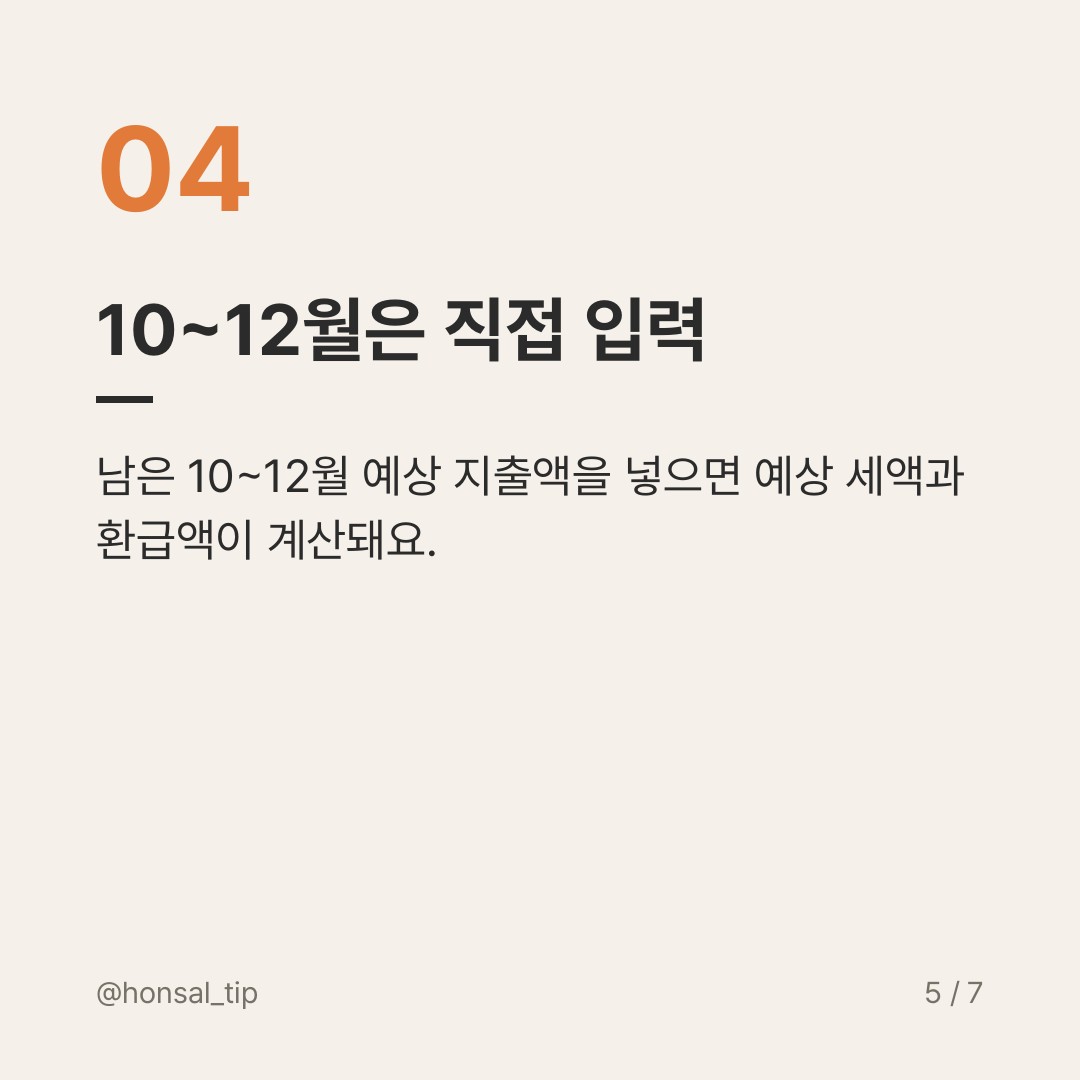 04
10~12월은 직접 입력
남은 10~12월 예상 지출액을 넣으면 예상 세액과
환급액이 계산돼요.
@honsal_tip
5 / 7